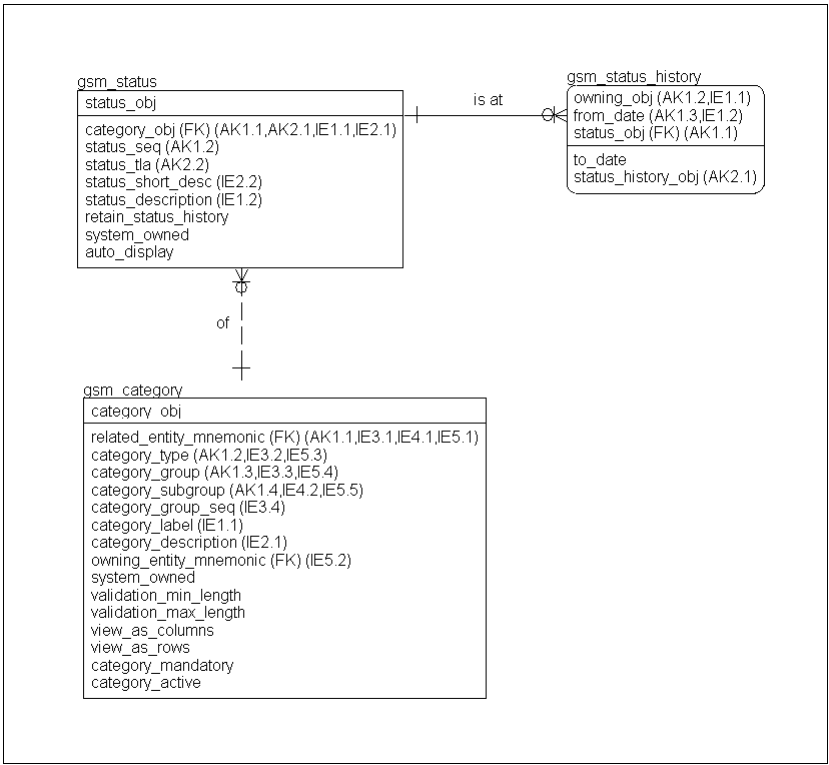 gsm_status
status_obj
category_obj (FK) (AK1.1,AK2.1,IE1.1,IE2.1)
status_seq (AK1.2)
status_tla (AK2.2)
status_short_desc (IE2.2)
status_description (IE1.2)
retain_status_history
system_owned
auto_display
is at
gsm_status_history
owning_obj (AK1.2,IE1.1)
from_date (AK1.3,IE1.2)
status_obj (FK) (AK1.1)
to_date
status_history_obj (AK2.1)
of
gsm_category
category_obj
related_entity_mnemonic (FK) (AK1.1,IE3.1,IE4.1,IE5.1)
category_type (AK1.2,IE3.2,IE5.3)
category_group (AK1.3,IE3.3,IE5.4)
category_subgroup (AK1.4,IE4.2,IE5.5)
category_group_seq (IE3.4)
category_label (IE1.1)
category_description (IE2.1)
owning_entity_mnemonic (FK) (IE5.2)
system_owned
validation_min_length
validation_max_length
view_as_columns
view_as_rows
category_mandatory
category_active